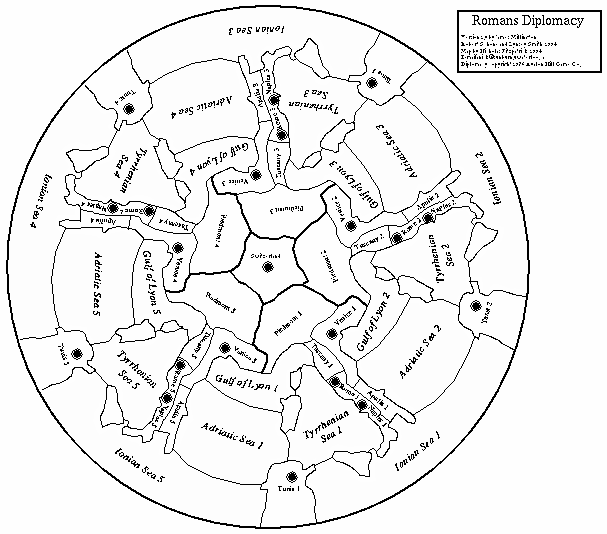 Romans Diplomacy
Ionian Sea 3
Tunis 4
Tunis 3
Adriatic Sea 4
Tyrrhenian
Sea 3
Adriatic Sea 3
Gulf of Lyon 4
Gulf of Lyon 3
Tuscany 3
Tyrrhenian
Sea 4
Ionian Sea 4
Ionian Sea 2
Venice 3
Piedmont 3
Venice 2
Apulia 2
Naples 2
Rome 2
Tuscany 2
Tyrrhenian
Sea 2
Naples 4
Rome 4
Apulia 4
Tuscany 4
Venice 4
Piedmont 4
Piedmont 2
Adriatic Sea 5
Gulf of Lyon 5
Gulf of Lyon 2
Adriatic Sea 2
Tunis 2
Piedmont 5
Piedmont 1
Venice 1
Venice 5
Tuscany 5
Tuscany 1
Tunis 5
Tyrrhenian
Sea 5
Rome 5
Naples 5
Apulia 5
Gulf of Lyon 1
Rome 1
Naples 1
Apulia 1
Adriatic Sea 1
Tyrrhenian
Sea 1
Ionian Sea 5
Ionian Sea 1
Tunis 1